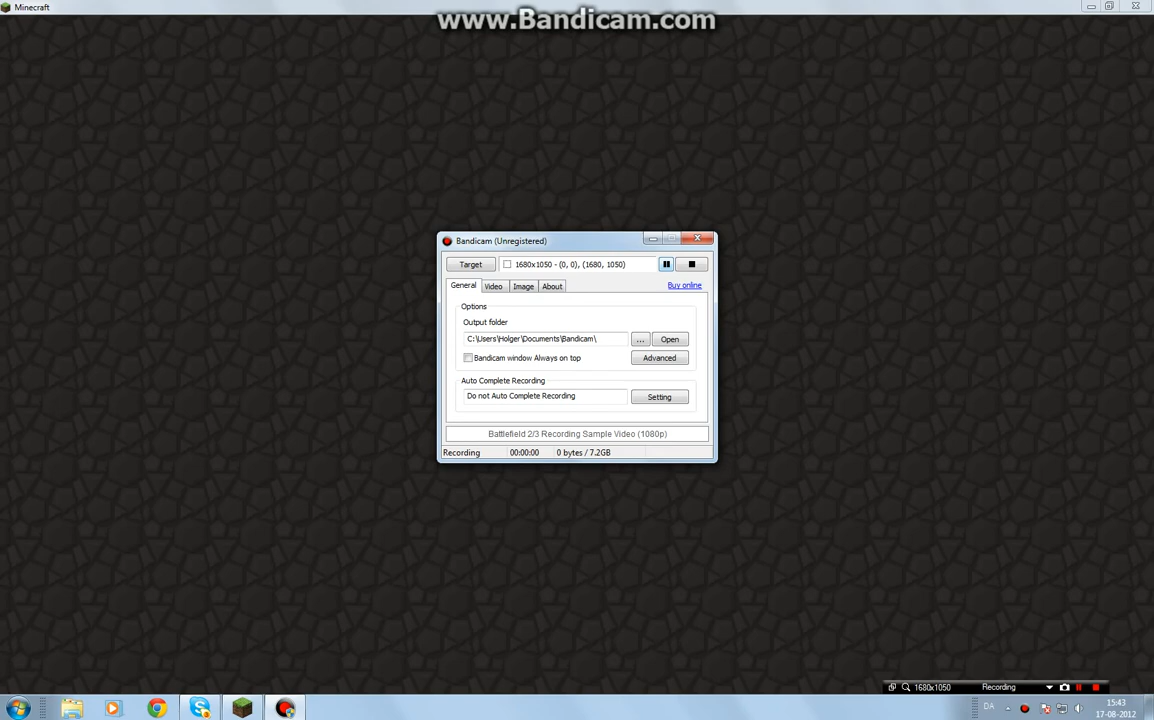 Minecraft
www.Bandicam.com
Bandicam (Unregistered)
Target
1680x1050 - (0, 0), (1680, 1050)
General
Video
Image
About
Buy online
Options
Output folder
C:\Users\Holger\Documents\Bandicam\
...
Open
Bandicam window Always on top
Advanced
Auto Complete Recording
Do not Auto Complete Recording
Setting
Battlefield 2/3 Recording Sample Video (1080p)
Recording 00:00:00 0 bytes / 7.2GB
1680x1050 Recording
DA
15:43
17-08-2012